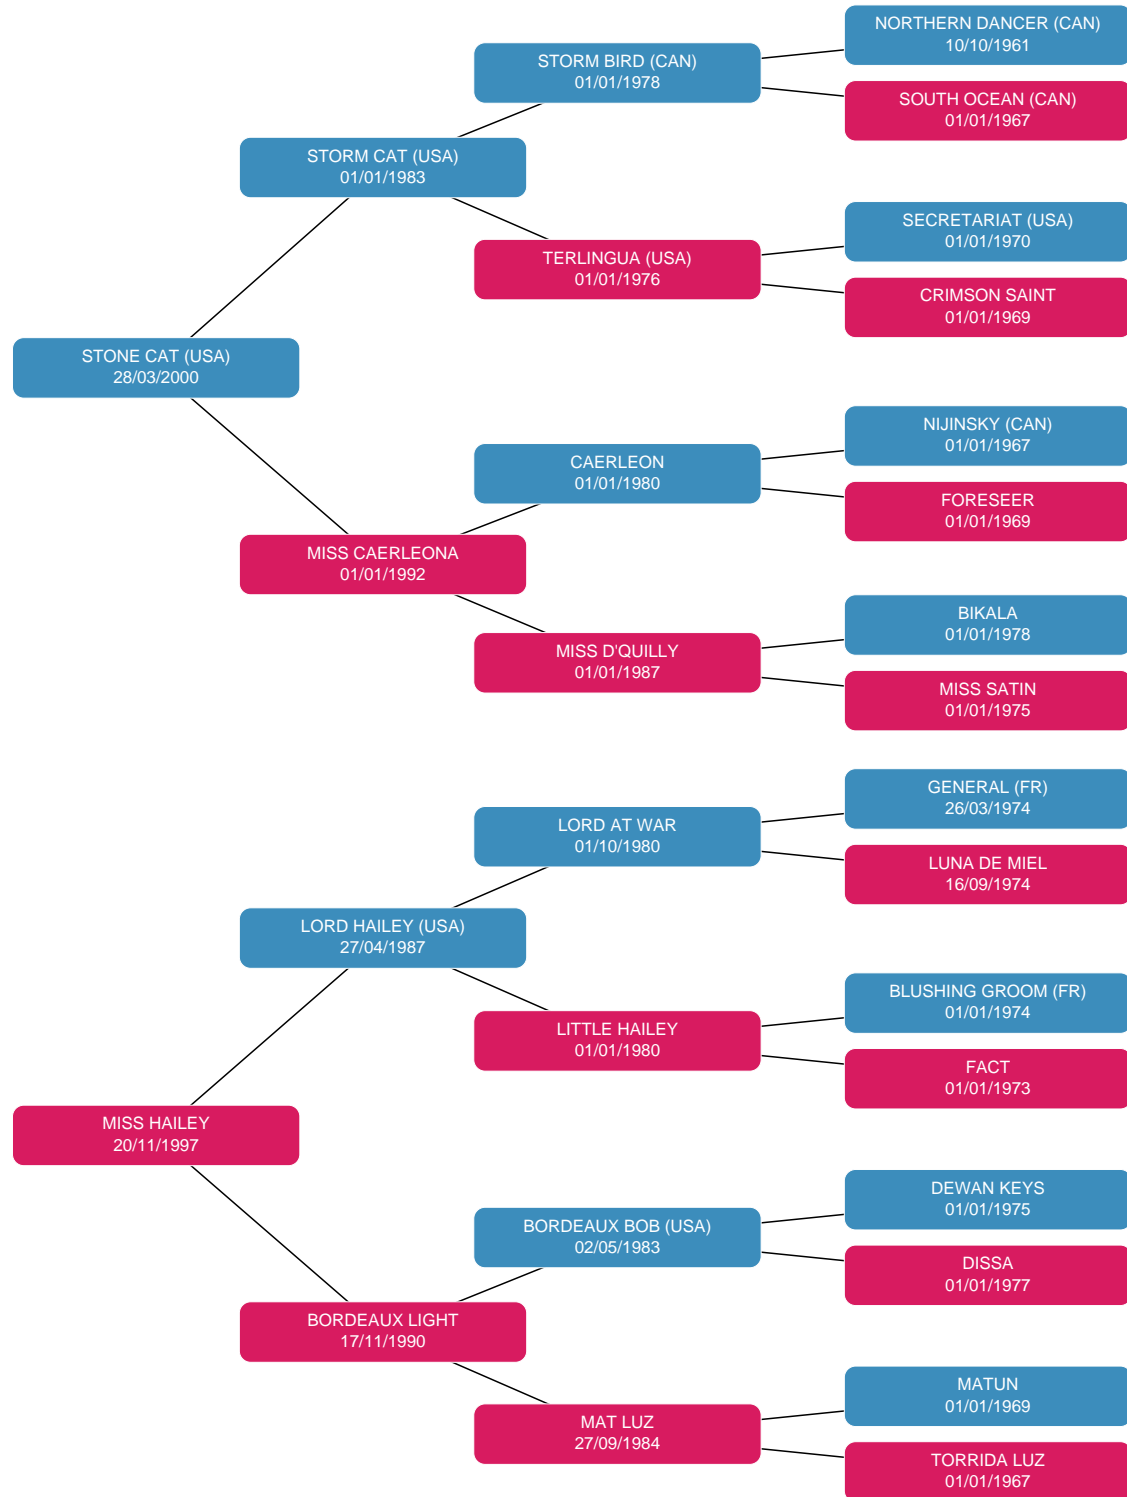 NORTHERN DANCER (CAN)
10/10/1961
STORM BIRD (CAN)
01/01/1978
SOUTH OCEAN (CAN)
01/01/1967
STORM CAT (USA)
01/01/1983
SECRETARIAT (USA)
01/01/1970
TERLINGUA (USA)
01/01/1976
CRIMSON SAINT
01/01/1969
STONE CAT (USA)
28/03/2000
NIJINSKY (CAN)
01/01/1967
CAERLEON
01/01/1980
FORESEER
01/01/1969
MISS CAERLEONA
01/01/1992
BIKALA
01/01/1978
MISS D'QUILLY
01/01/1987
MISS SATIN
01/01/1975
GENERAL (FR)
26/03/1974
LORD AT WAR
01/10/1980
LUNA DE MIEL
16/09/1974
LORD HAILEY (USA)
27/04/1987
BLUSHING GROOM (FR)
01/01/1974
LITTLE HAILEY
01/01/1980
FACT
01/01/1973
MISS HAILEY
20/11/1997
DEWAN KEYS
01/01/1975
BORDEAUX BOB (USA)
02/05/1983
DISSA
01/01/1977
BORDEAUX LIGHT
17/11/1990
MATUN
01/01/1969
MAT LUZ
27/09/1984
TORRIDA LUZ
01/01/1967